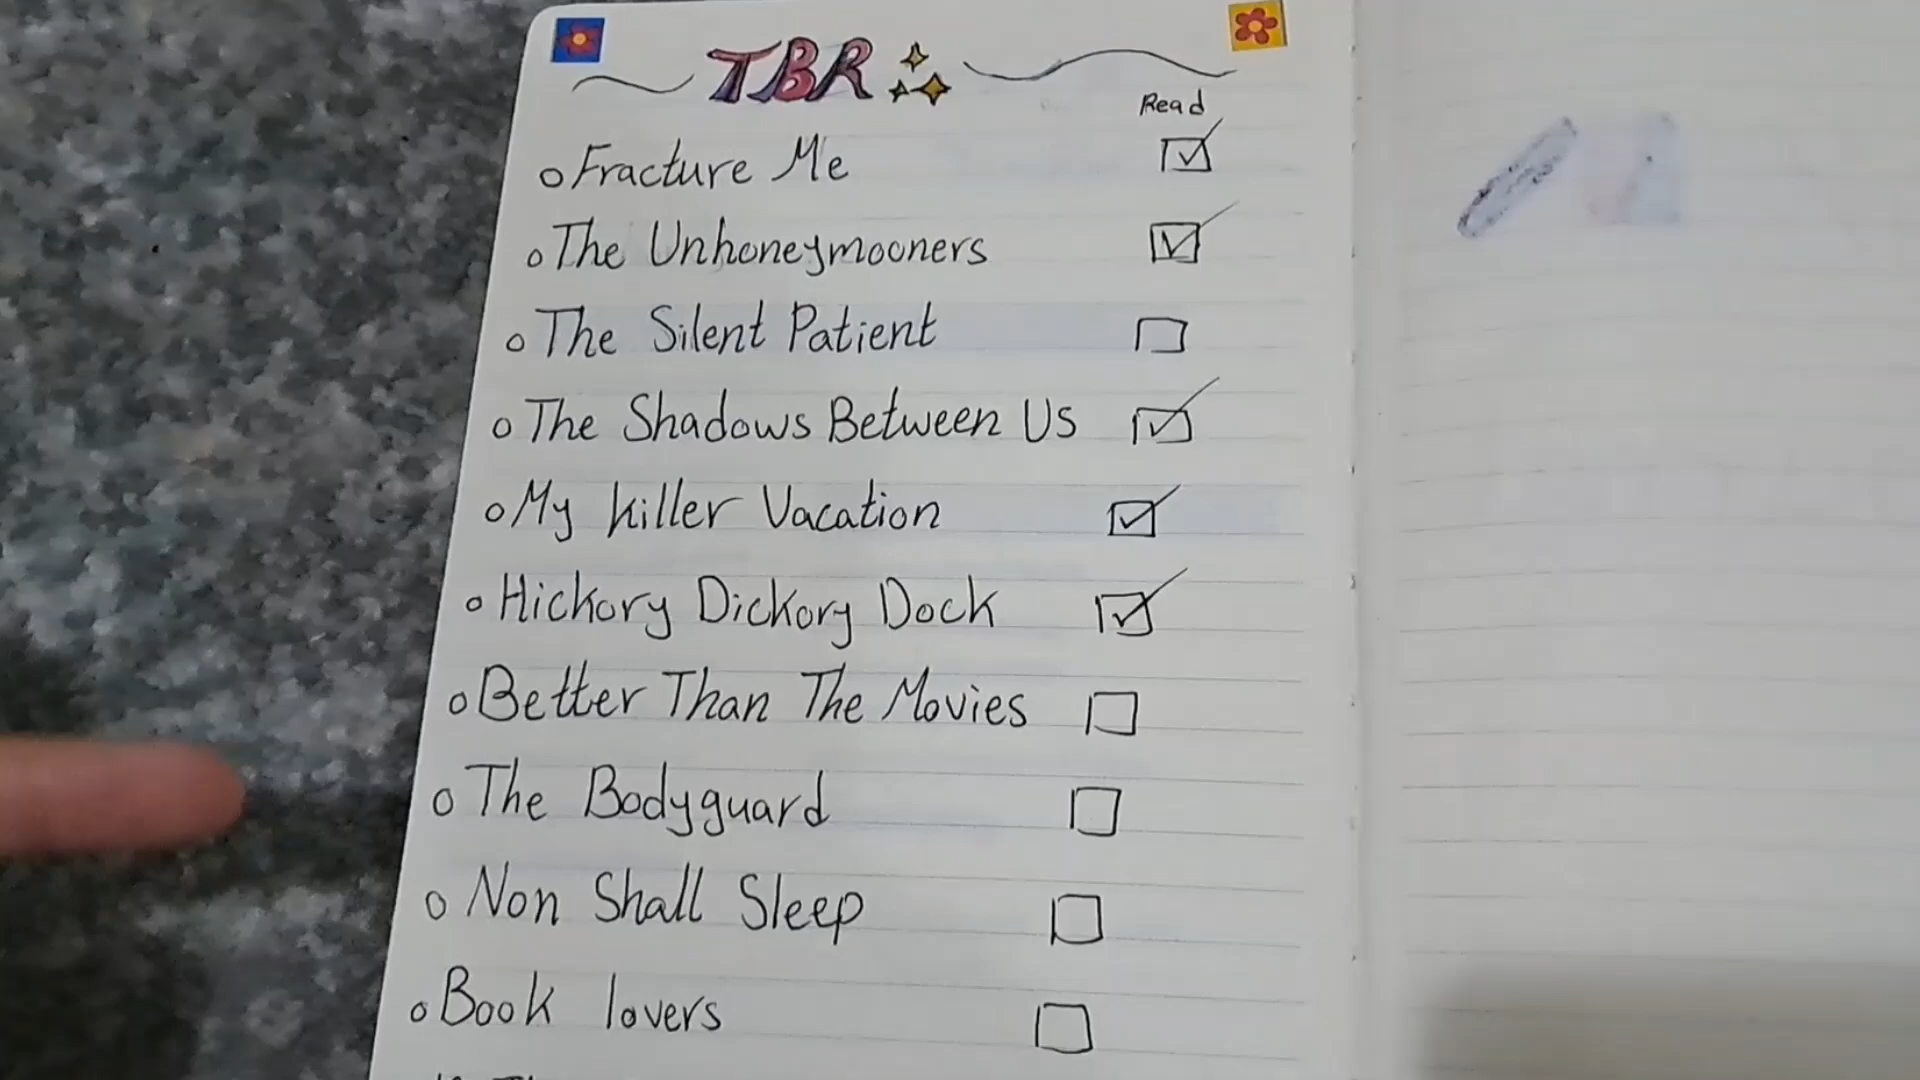 TBR
Read
Fracture Me
The Unhoneymooners
The Silent Patient
The Shadows Between Us
My Killer Vacation
Hickory Dickory Dock
Better Than The Movies
The Bodyguard
Non Shall Sleep
Book lovers